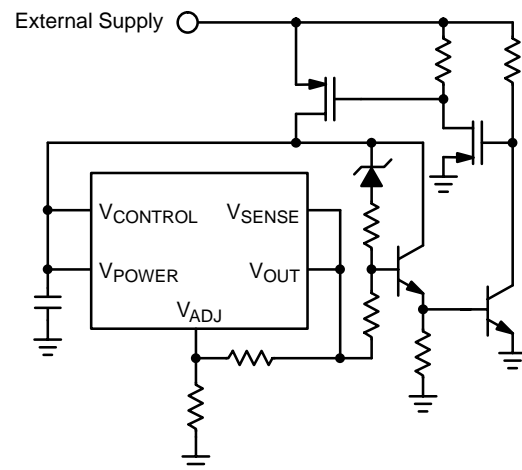 External Supply
VCONTROL
VSENSE
VPOWER
VOUT
VADJ